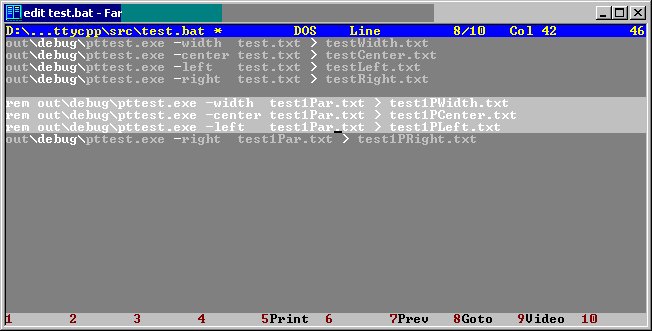 edit test.bat - Far
D:\...ttycpp\src\test.bat * DOS Line 8/10 Col 42 46
out\debug\pttest.exe -width test.txt > testWidth.txt
out\debug\pttest.exe -center test.txt > testCenter.txt
out\debug\pttest.exe -left test.txt > testLeft.txt
out\debug\pttest.exe -right test.txt > testRight.txt
rem out\debug\pttest.exe -width test1Par.txt > test1PWidth.txt
rem out\debug\pttest.exe -center test1Par.txt > test1PCenter.txt
rem out\debug\pttest.exe -left test1Par.txt > test1PLeft.txt
out\debug\pttest.exe -right test1Par.txt > test1PRight.txt
1 2 3 4 5Print 6 7Prev 8Goto 9Video 10